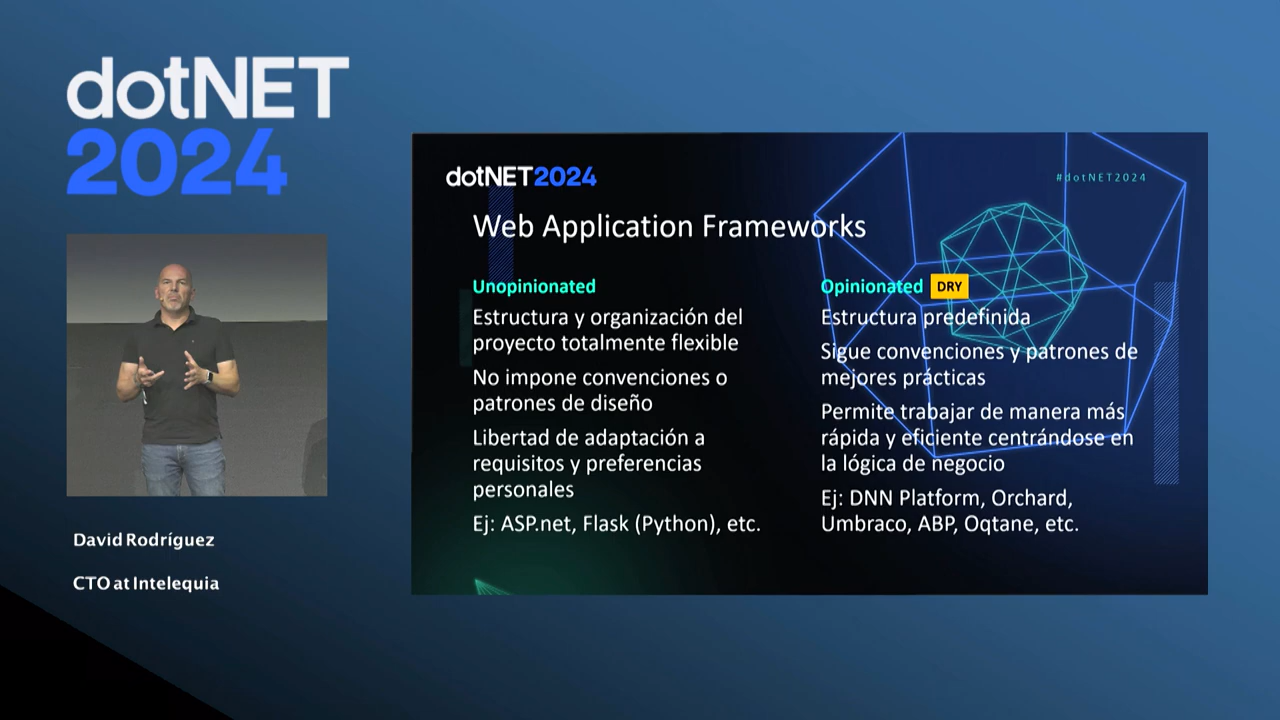 dotNET
2024
David Rodríguez
CTO at Intelequia
dotNET2024
#dotNET2024
Web Application Frameworks
Unopinionated
Estructura y organización del
proyecto totalmente flexible
No impone convenciones o
patrones de diseño
Libertad de adaptación a
requisitos y preferencias
personales
Ej: ASP.net, Flask (Python), etc.
Opinionated DRY
Estructura predefinida
Sigue convenciones y patrones de
mejores prácticas
Permite trabajar de manera más
rápida y eficiente centrándose en
la lógica de negocio
Ej: DNN Platform, Orchard,
Umbraco, ABP, Oqtane, etc.